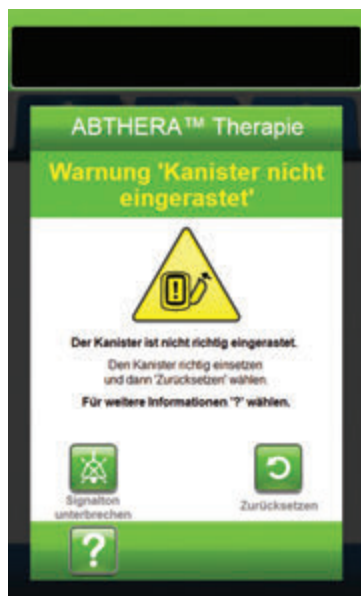 ABTHERA™ Therapie
Warnung 'Kanister nicht
eingerastet'
Der Kanister ist nicht richtig eingerastet.
Den Kanister richtig einsetzen
und dann 'Zurücksetzen' wählen.
Für weitere Informationen '?' wählen.
Signalton
unterbrechen
Zurücksetzen
?